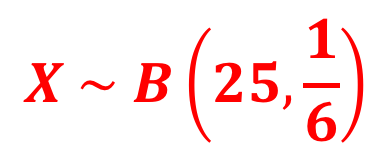 X ~ B(25, 1/6)